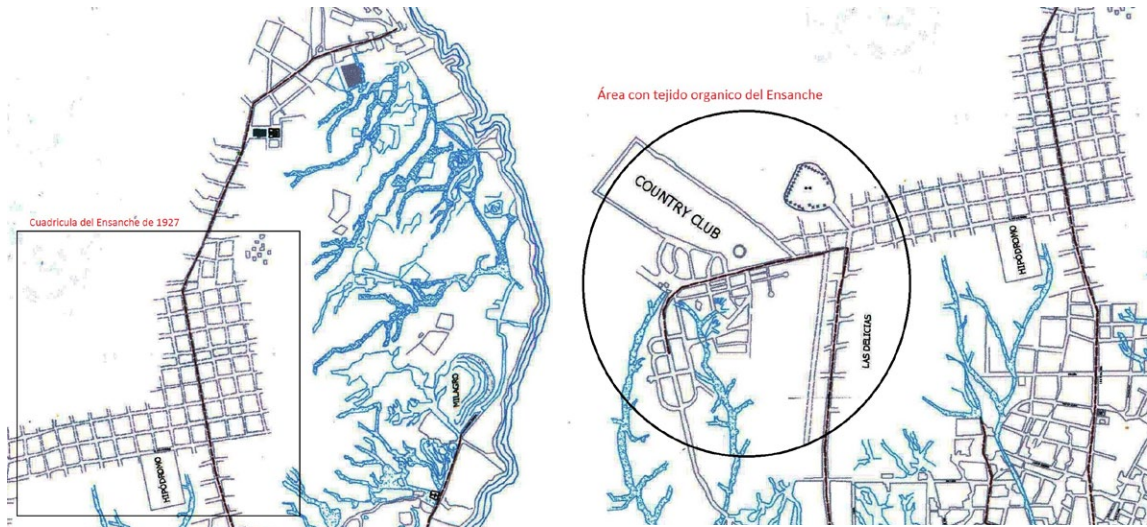 Cuadricula del Ensanche de 1927
HIPÓDROMO
MILAGRO
Área con tejido organico del Ensanche
COUNTRY CLUB
HIPÓDROMO
LAS DELICIAS